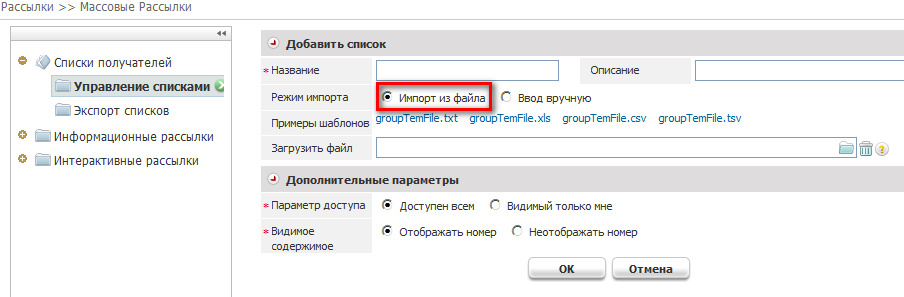 Рассылки >> Массовые Рассылки
Списки получателей
Управление списками
Экспорт списков
Информационные рассылки
Интерактивные рассылки
Добавить список
* Название Описание
Режим импорта Импорт из файла Ввод вручную
Примеры шаблонов groupTemFile.txt groupTemFile.xls groupTemFile.csv groupTemFile.tsv
Загрузить файл
Дополнительные параметры
* Параметр доступа Доступен всем Видимый только мне
* Видимое содержимое Отображать номер Неотображать номер
OK Отмена